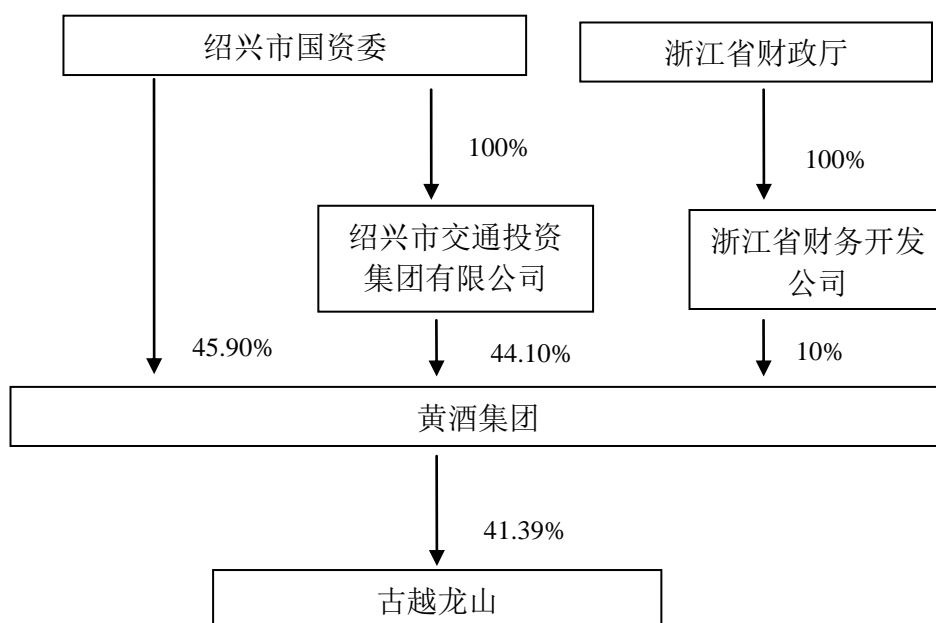 绍兴市国资委
浙江省财政厅
100%
100%
绍兴市交通投资
集团有限公司
浙江省财务开发
公司
45.90%
44.10%
10%
黄酒集团
41.39%
古越龙山